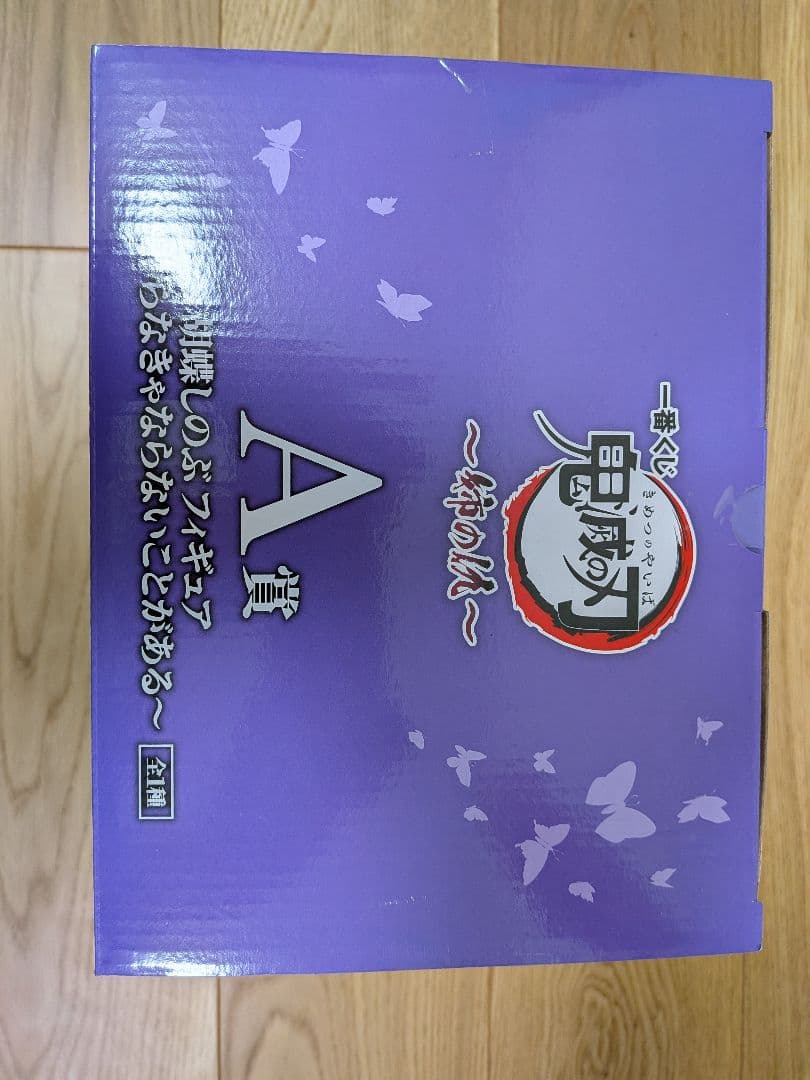 一番くじ
鬼滅の刃
きめつのやいば
～姉の仇～
A賞
胡蝶しのぶ フィギュア
らなきゃならないことがある～
全1種